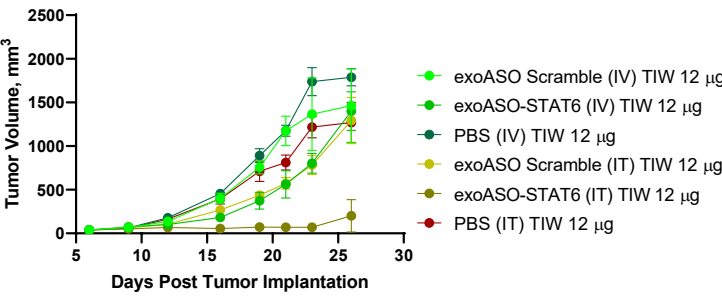 2500
2000
1500
1000
500
0
Tumor Volume, mm³
5
10
15
20
25
30
Days Post Tumor Implantation
exoASO Scramble (IV) TIW 12 μg
exoASO-STAT6 (IV) TIW 12 μg
PBS (IV) TIW 12 μg
exoASO Scramble (IT) TIW 12 μg
exoASO-STAT6 (IT) TIW 12 μg
PBS (IT) TIW 12 μg